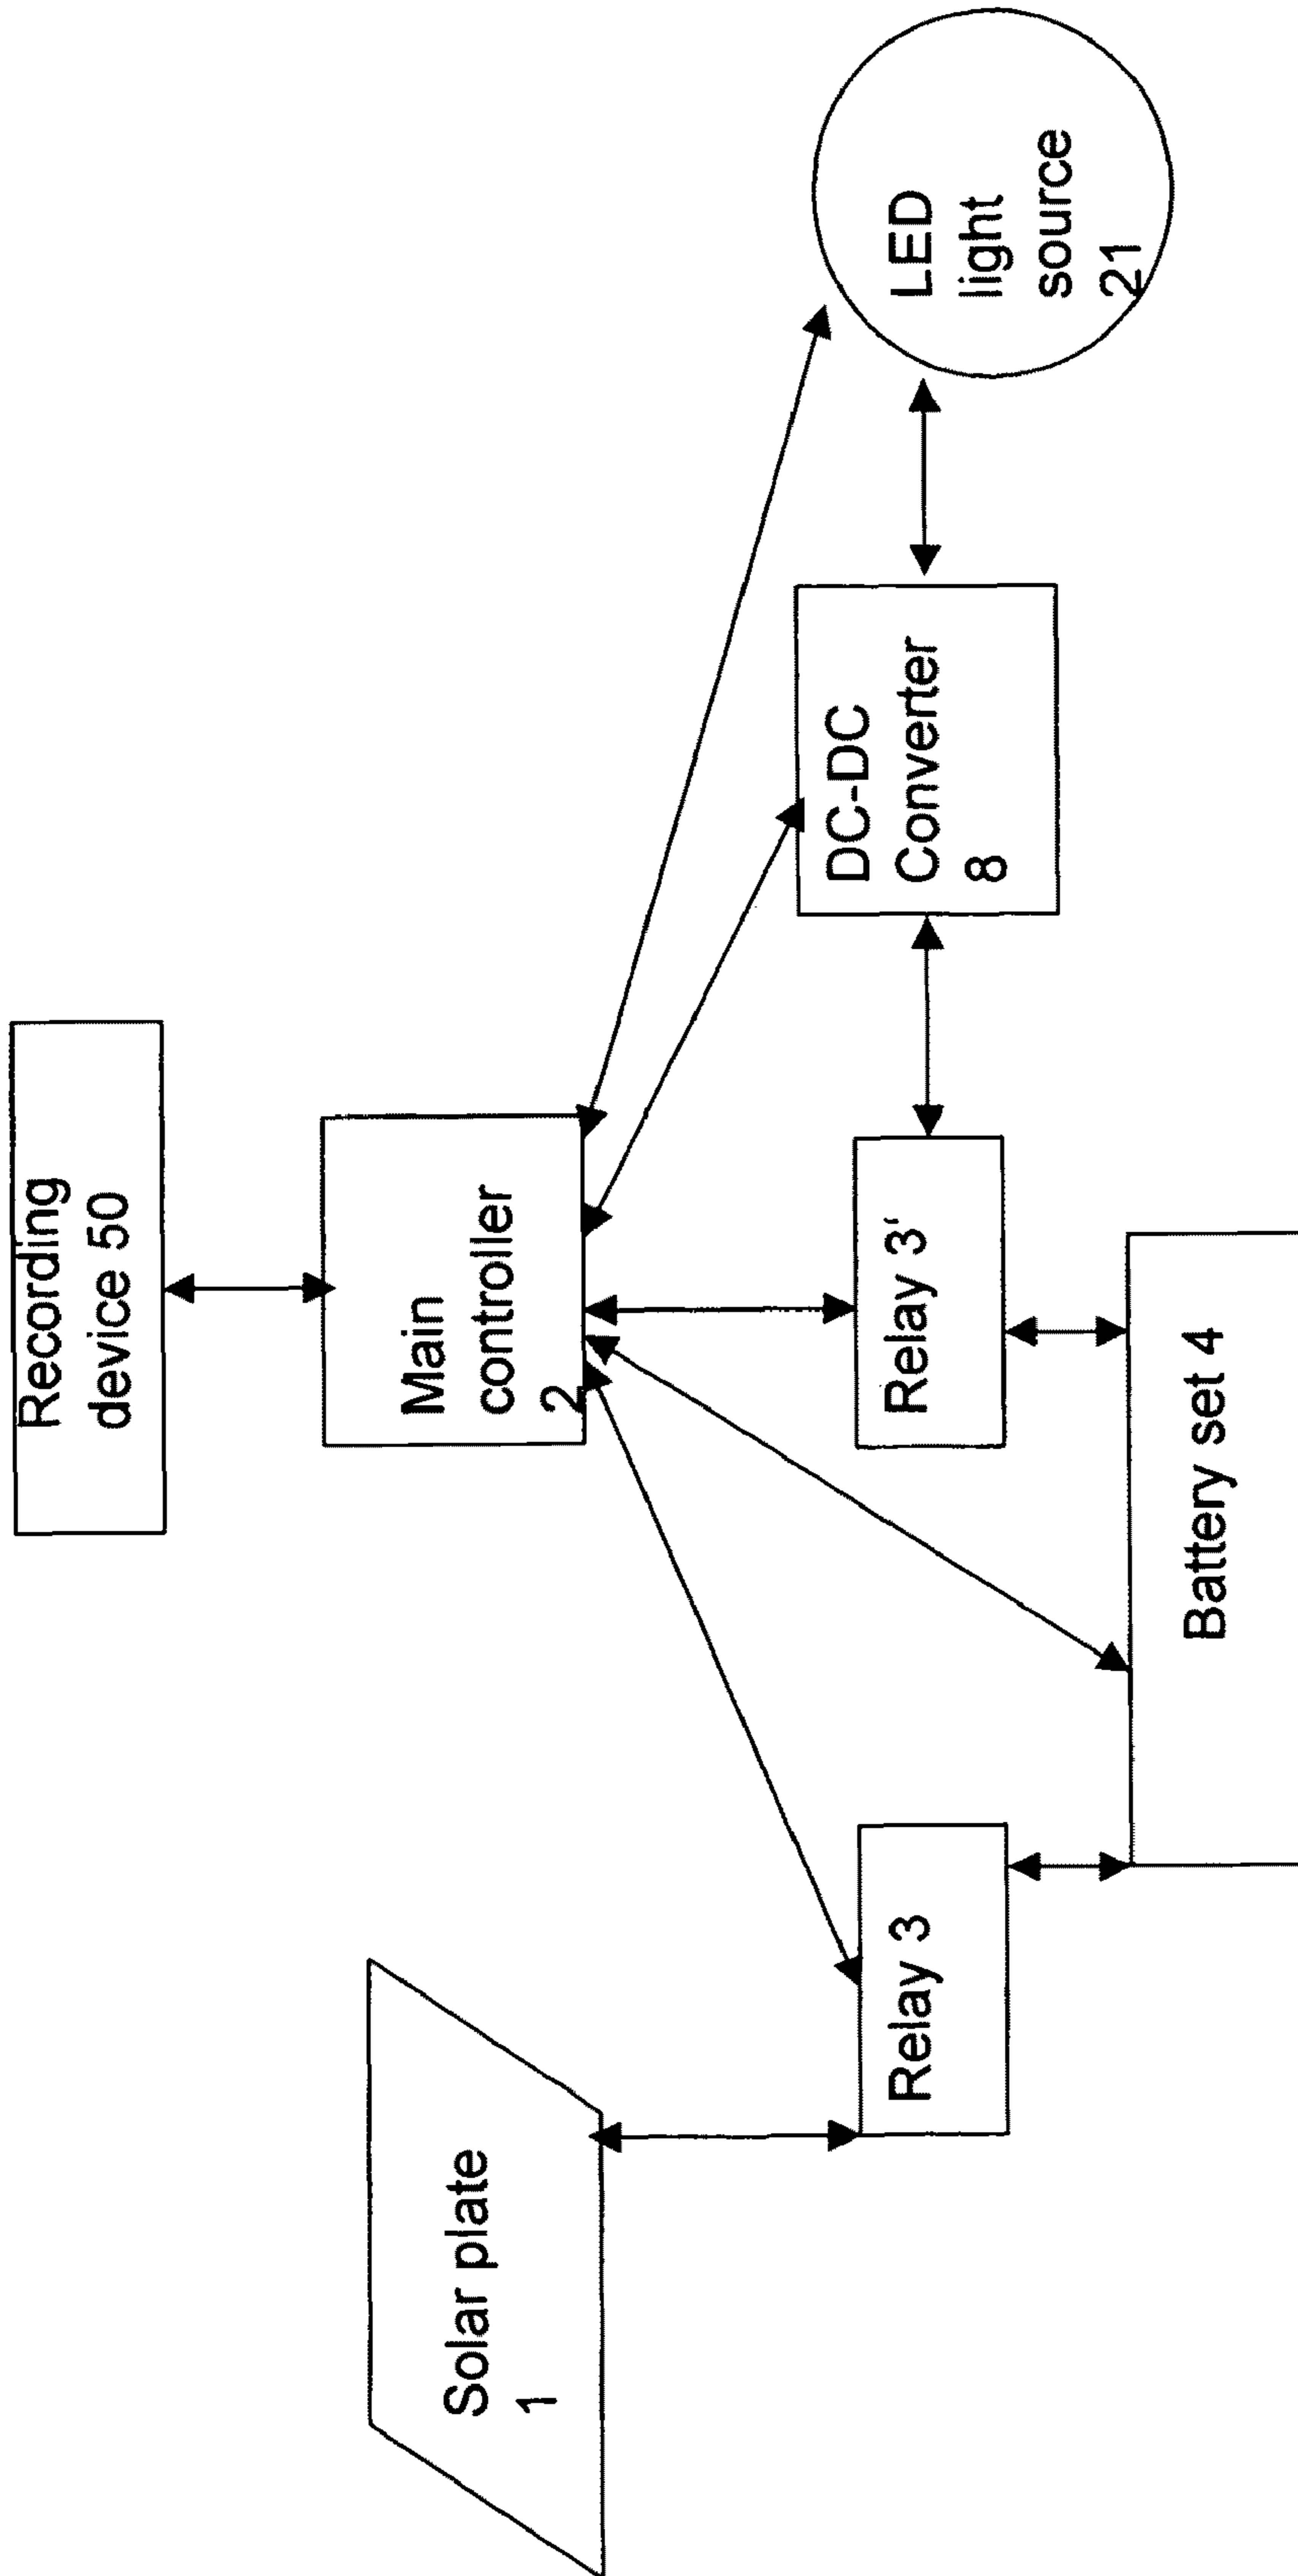 Recording
device 50
Main
controller
2
Solar plate
1
Relay 3
Relay 3'
DC-DC
Converter
8
LED
light
source
21
Battery set 4